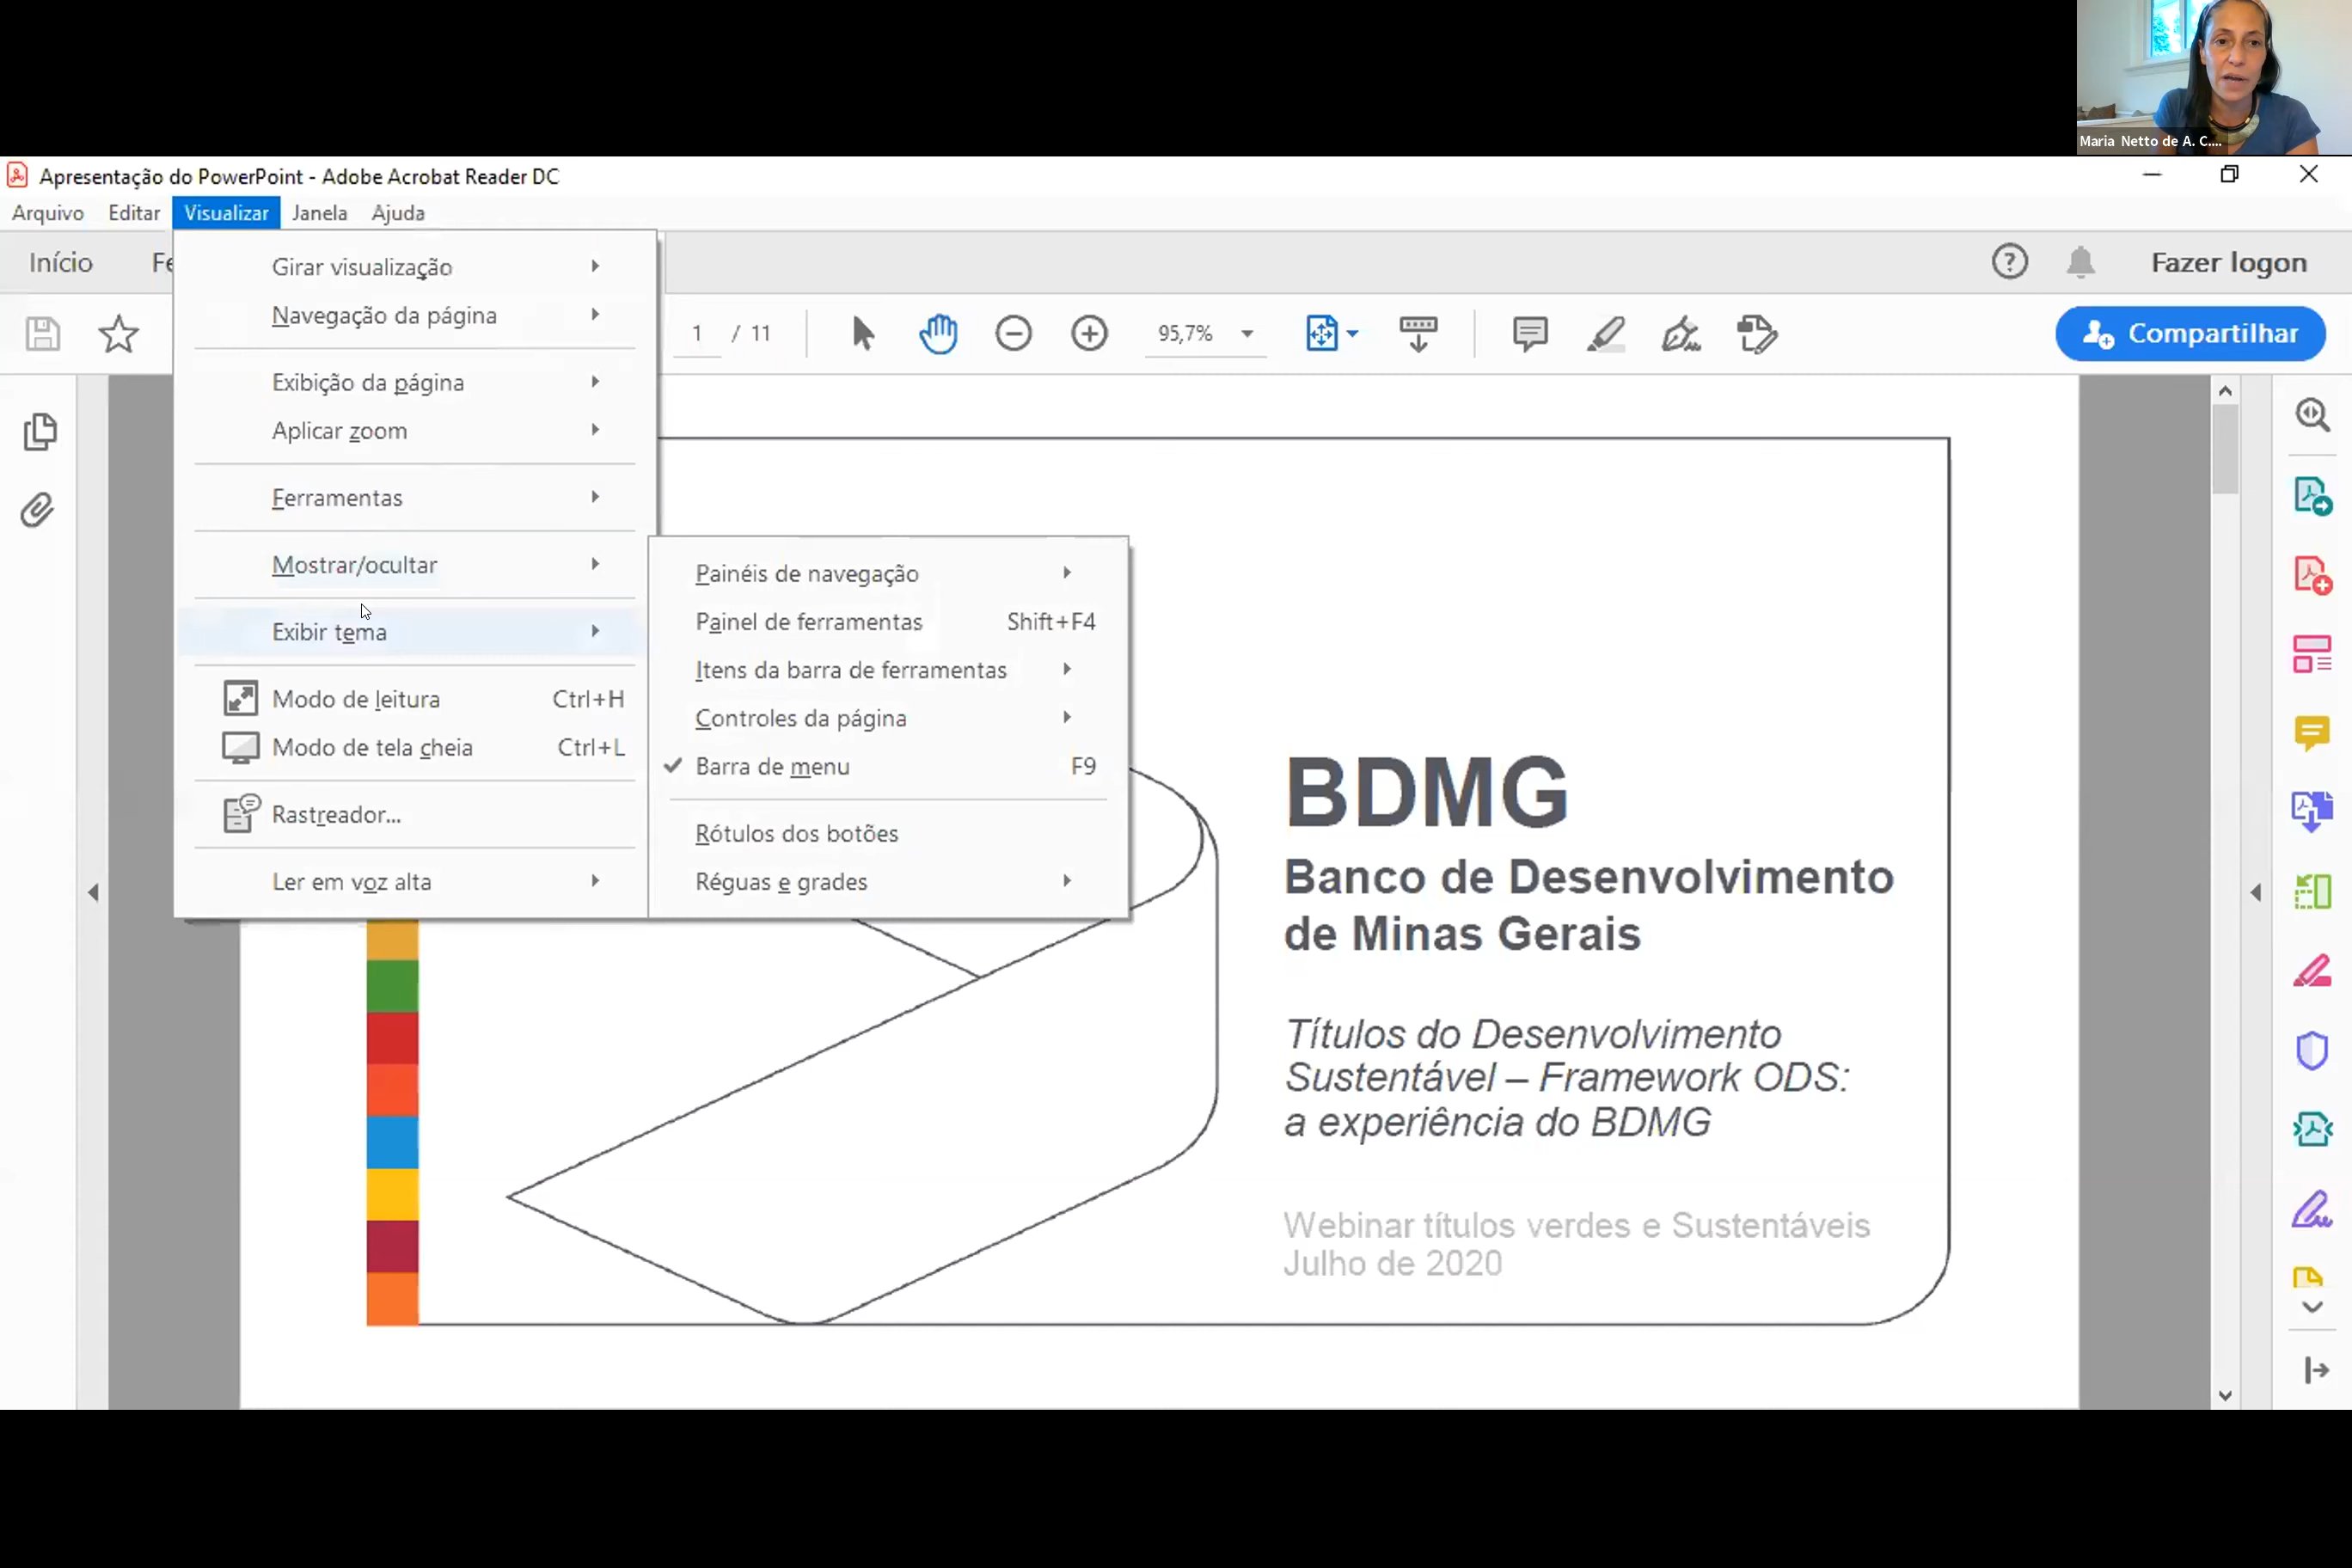 Maria Netto de A. C....
Apresentação do PowerPoint - Adobe Acrobat Reader DC
Arquivo Editar Visualizar Janela Ajuda
Início Fe
Fazer logon
1 / 11
95,7%
Compartilhar
Girar visualização
Navegação da página
Exibição da página
Aplicar zoom
Ferramentas
Mostrar/ocultar
Exibir tema
Modo de leitura Ctrl+H
Modo de tela cheia Ctrl+L
Rastreador...
Ler em voz alta
Painéis de navegação
Painel de ferramentas Shift+F4
Itens da barra de ferramentas
Controles da página
Barra de menu F9
Rótulos dos botões
Réguas e grades
BDMG
Banco de Desenvolvimento
de Minas Gerais
Títulos do Desenvolvimento
Sustentável – Framework ODS:
a experiência do BDMG
Webinar títulos verdes e Sustentáveis
Julho de 2020